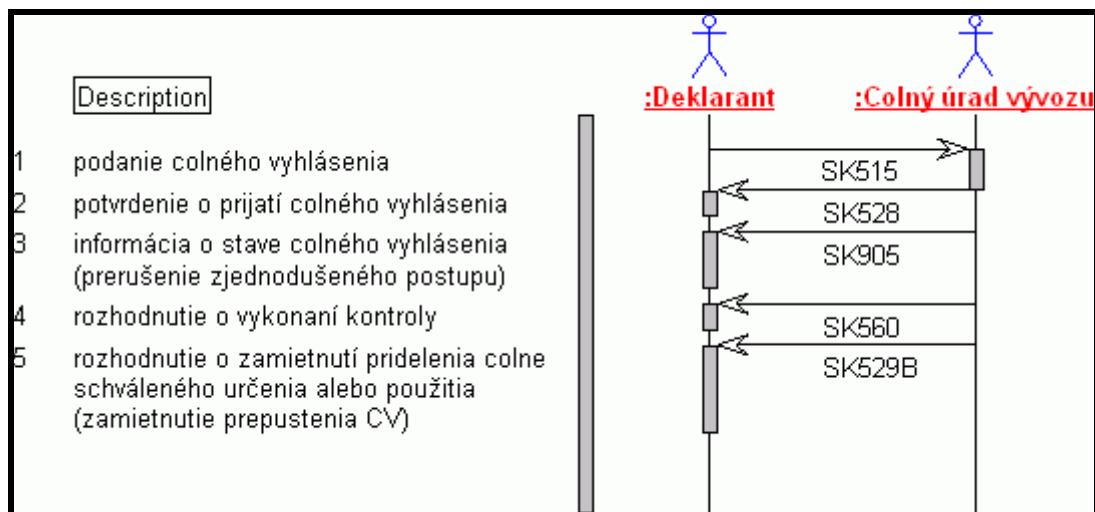 :Deklarant :Colný úrad vývozu
Description
1 podanie colného vyhlásenia
SK515
2 potvrdenie o prijatí colného vyhlásenia
SK528
3 informácia o stave colného vyhlásenia
(prerušenie zjednodušeného postupu)
SK905
4 rozhodnutie o vykonaní kontroly
SK560
5 rozhodnutie o zamietnutí pridelenia colne
schváleného určenia alebo použitia
(zamietnutie prepustenia CV)
SK529B